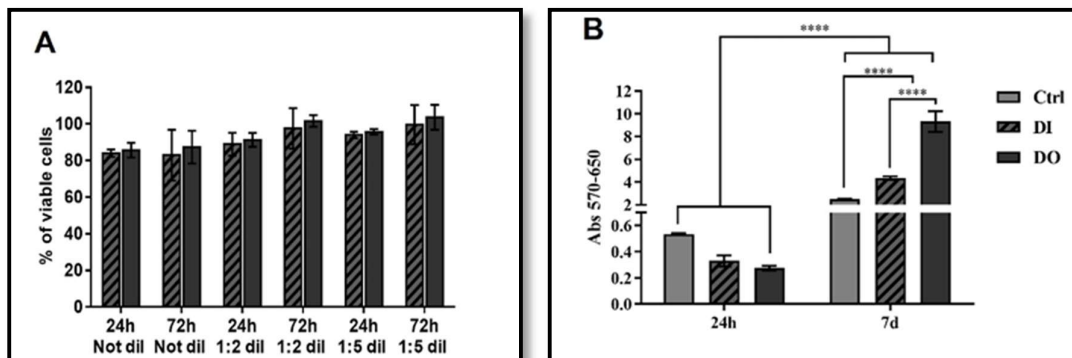 A
% of viable cells
120
100
80
60
40
20
0
24h 72h 24h 72h 24h 72h
Not dil Not dil 1:2 dil 1:2 dil 1:5 dil 1:5 dil
B
****
****
****
Abs 570-650
12
10
8
6
4
2
0.6
0.4
0.2
0.0
24h 7d
Ctrl
DI
DO